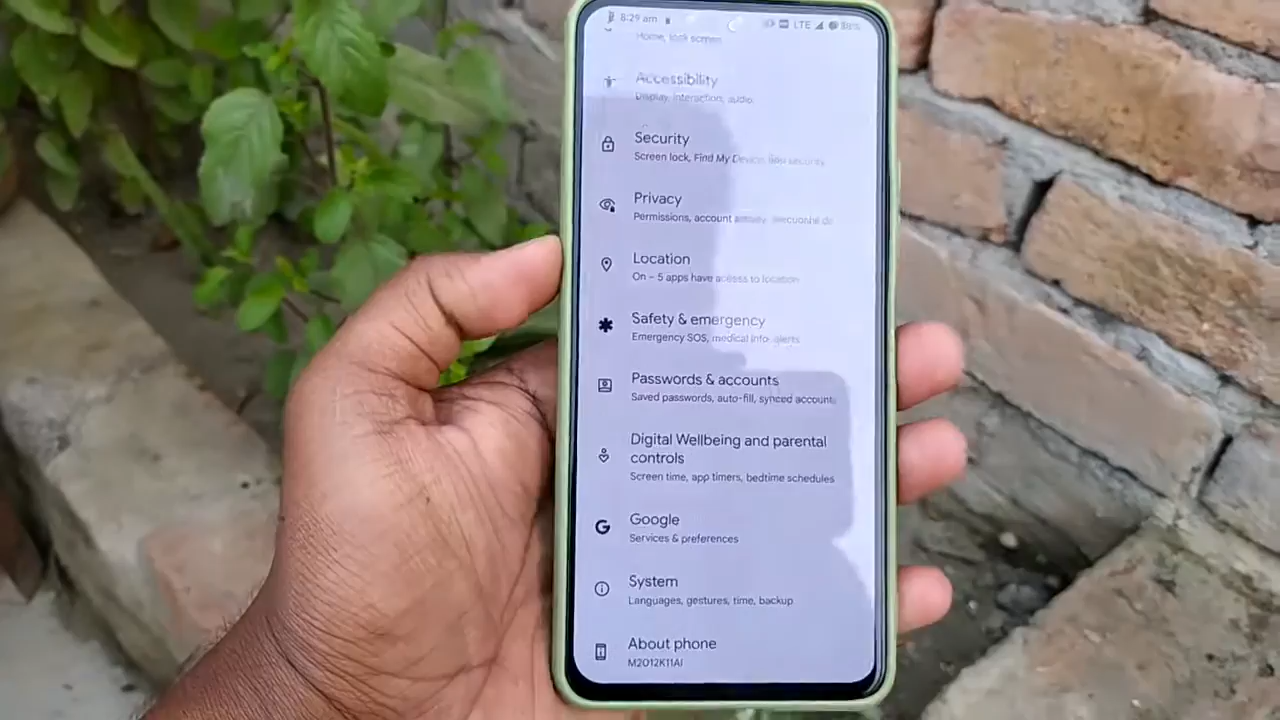 8:29 am
LTE
Home, lock screen
Accessibility
Display, interaction, audio
Security
Screen lock, Find My Device, app security
Privacy
Permissions, account
Location
On – 5 apps have access to location
Safety & emergency
Emergency SOS, medical info, alerts
Passwords & accounts
Saved passwords, auto-fill, synced accounts
Digital Wellbeing and parental
controls
Screen time, app timers, bedtime schedules
Google
Services & preferences
System
Languages, gestures, time, backup
About phone
M2012K11AI